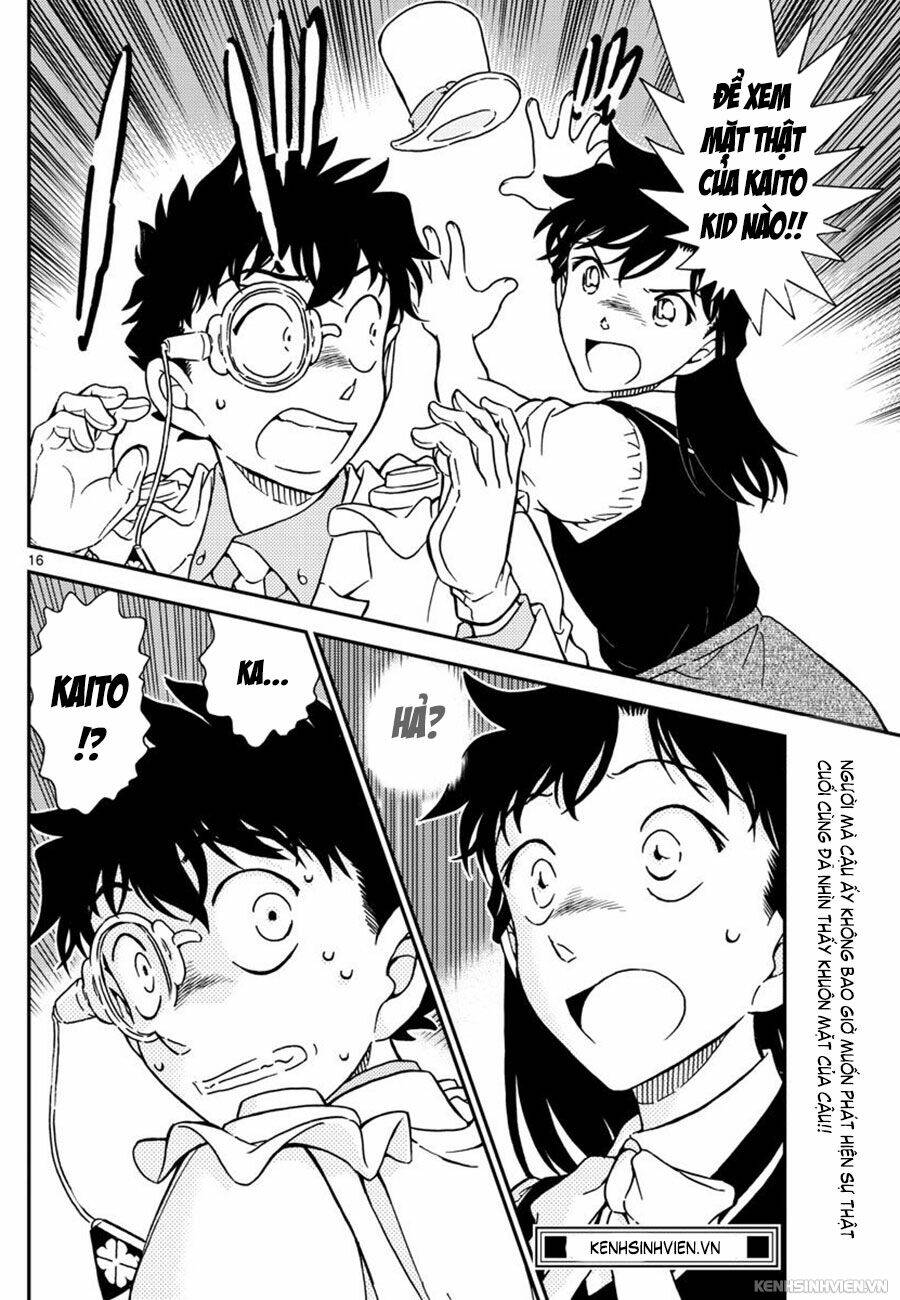 ĐỂ XEM
MẶT THẬT
CỦA KAITO
KID NÀO!!
16
HẢ?
KA...
KAITO
!?
NGƯỜI MÀ CẬU ẤY KHÔNG BAO GIỜ MUỐN PHÁT HIỆN SỰ THẬT
CUỐI CÙNG ĐÃ NHÌN THẤY KHUÔN MẶT CỦA CẬU!!
KENHSINHVIEN.VN
KENHSINHVIEN.VN